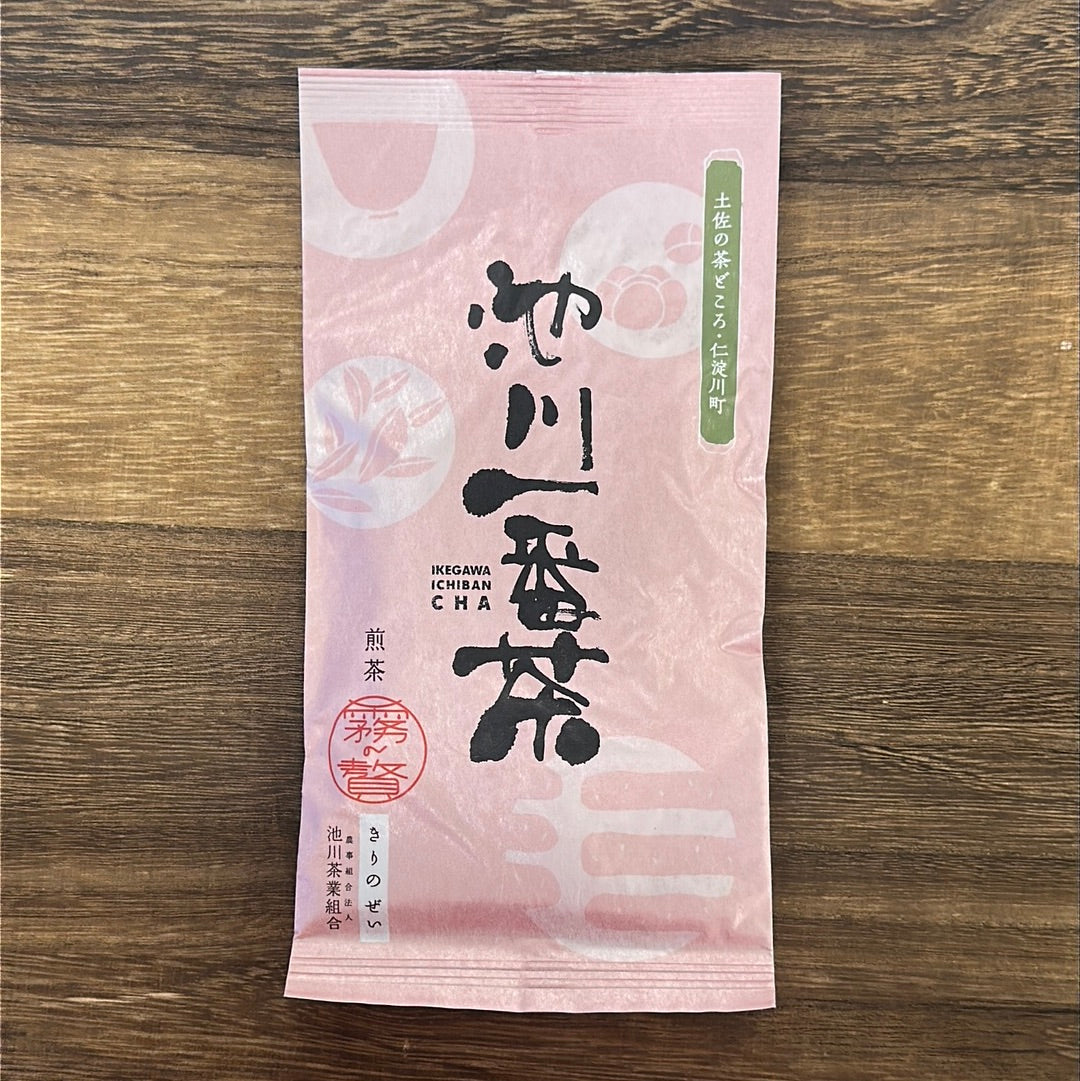 土佐の茶どころ・仁淀川町
池川一番茶
IKEGAWA
ICHIBAN
CHA
煎茶
霧の贅
きりのぜい
農事組合法人
池川茶業組合